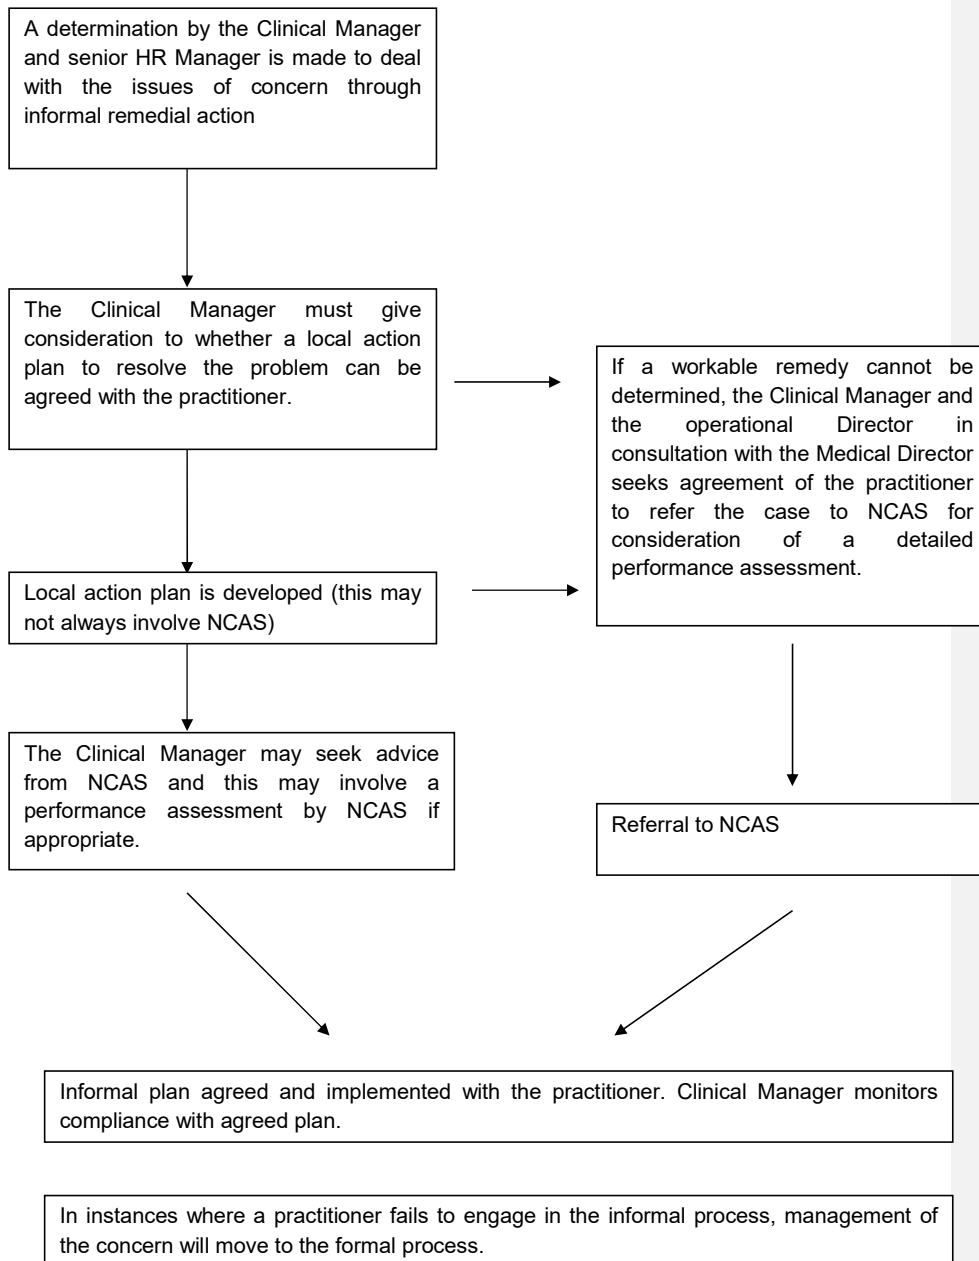 A determination by the Clinical Manager
and senior HR Manager is made to deal
with the issues of concern through
informal remedial action
The Clinical Manager must give
consideration to whether a local action
plan to resolve the problem can be
agreed with the practitioner.
If a workable remedy cannot be
determined, the Clinical Manager and
the operational Director in
consultation with the Medical Director
seeks agreement of the practitioner
to refer the case to NCAS for
consideration of a detailed
performance assessment.
Local action plan is developed (this may
not always involve NCAS)
The Clinical Manager may seek advice
from NCAS and this may involve a
performance assessment by NCAS if
appropriate.
Referral to NCAS
Informal plan agreed and implemented with the practitioner. Clinical Manager monitors
compliance with agreed plan.
In instances where a practitioner fails to engage in the informal process, management of
the concern will move to the formal process.